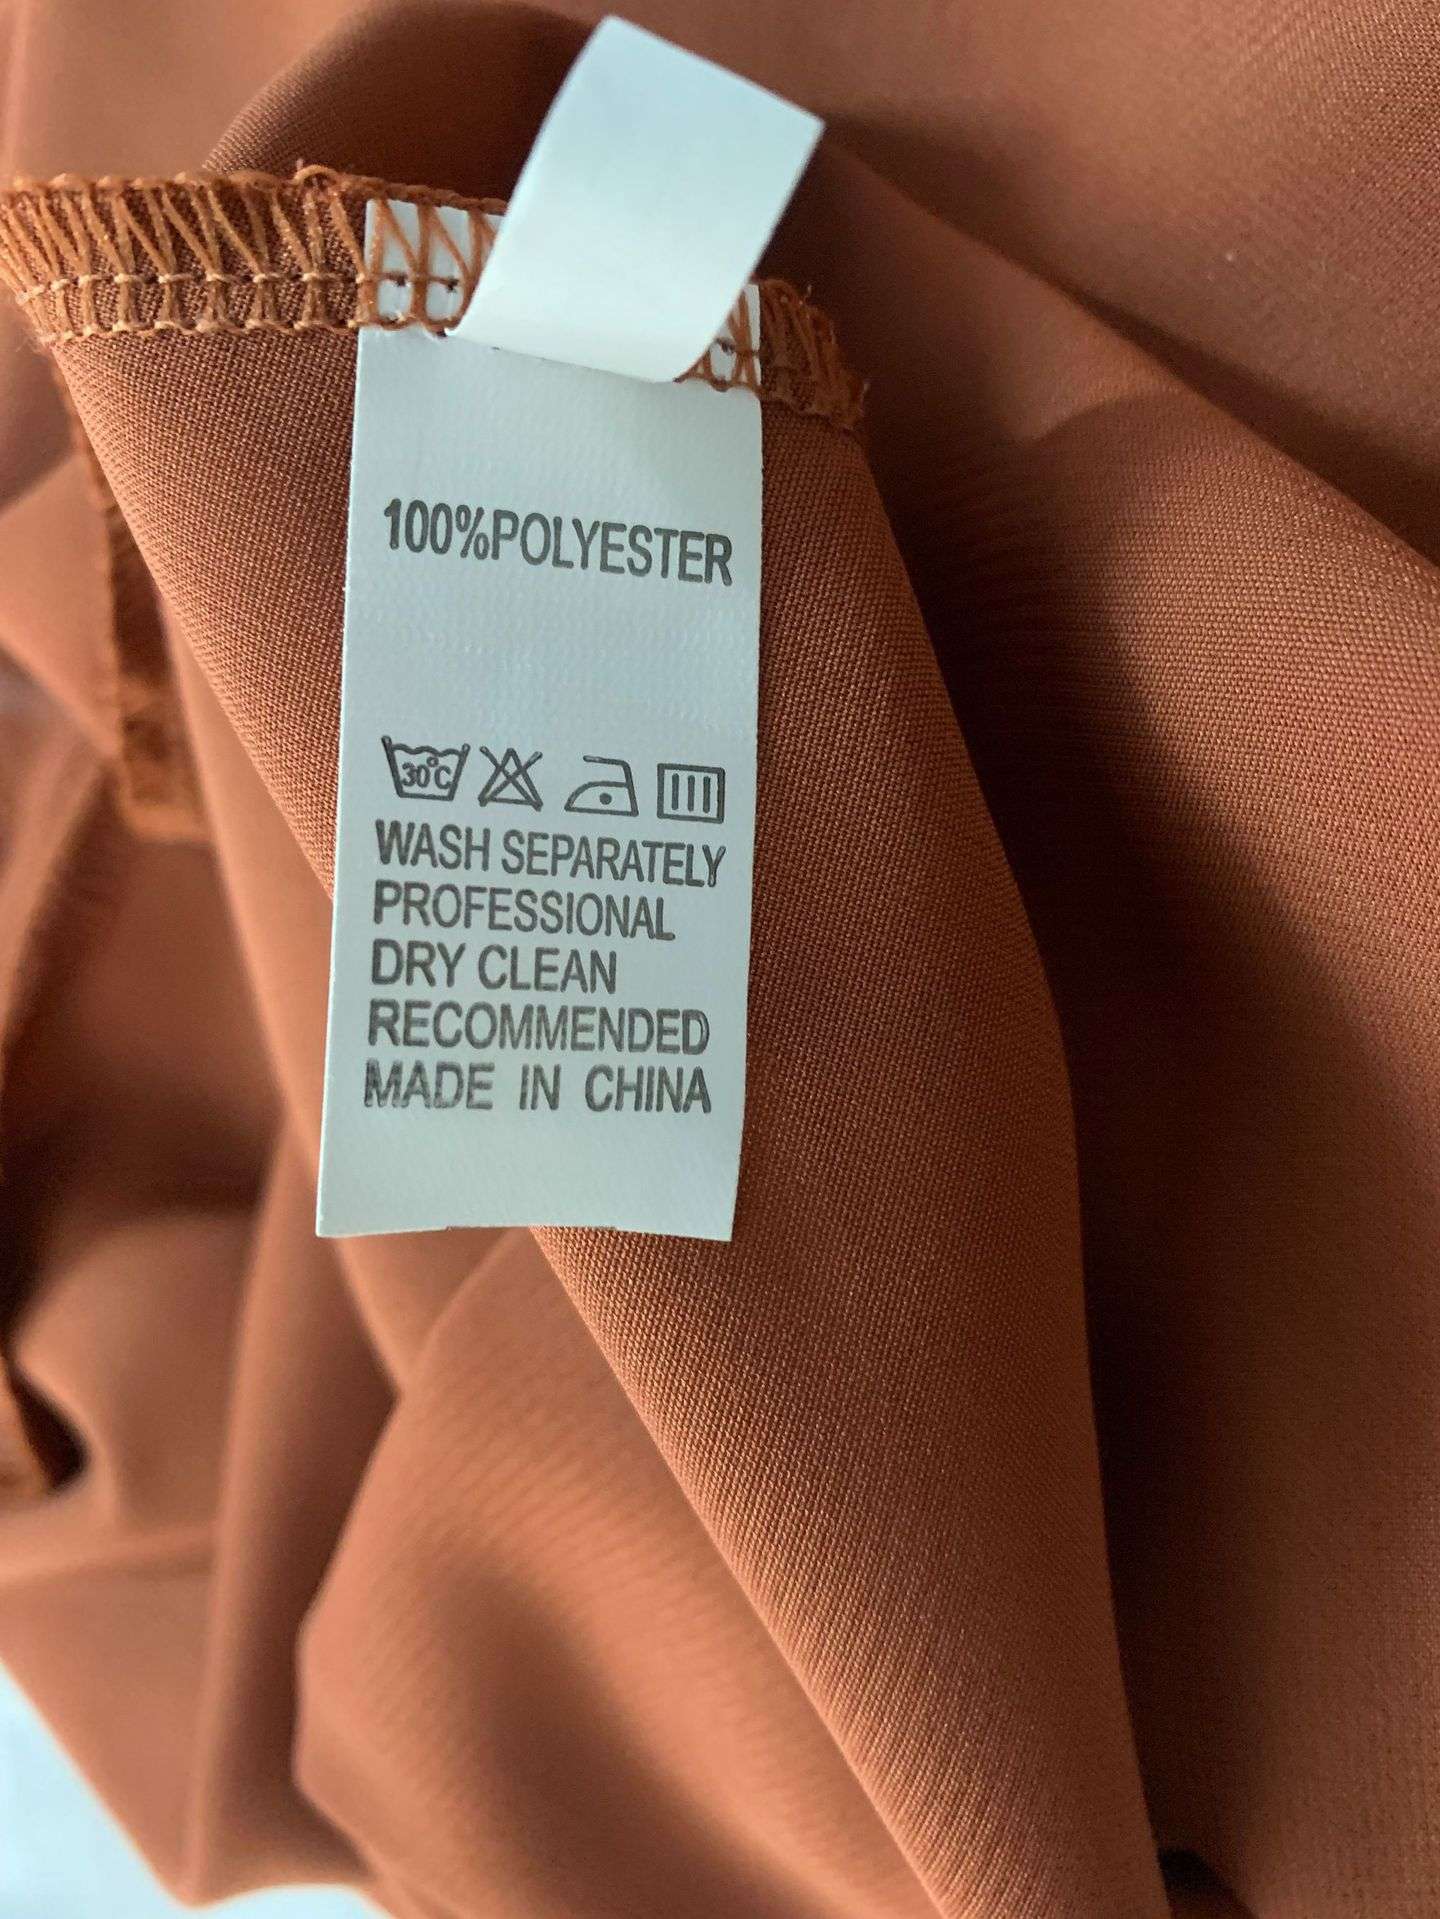 100%POLYESTER
30°C
WASH SEPARATELY
PROFESSIONAL
DRY CLEAN
RECOMMENDED
MADE IN CHINA